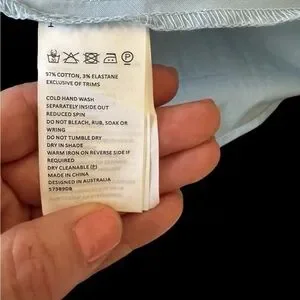 97% COTTON, 3% ELASTANE
EXCLUSIVE OF TRIMS
COLD HAND WASH
SEPARATELY INSIDE OUT
REDUCED SPIN
DO NOT BLEACH, RUB, SOAK OR
WRING
DO NOT TUMBLE DRY
DRY IN SHADE
WARM IRON ON REVERSE SIDE IF
REQUIRED
DRY CLEANABLE (P)
MADE IN CHINA
DESIGNED IN AUSTRALIA